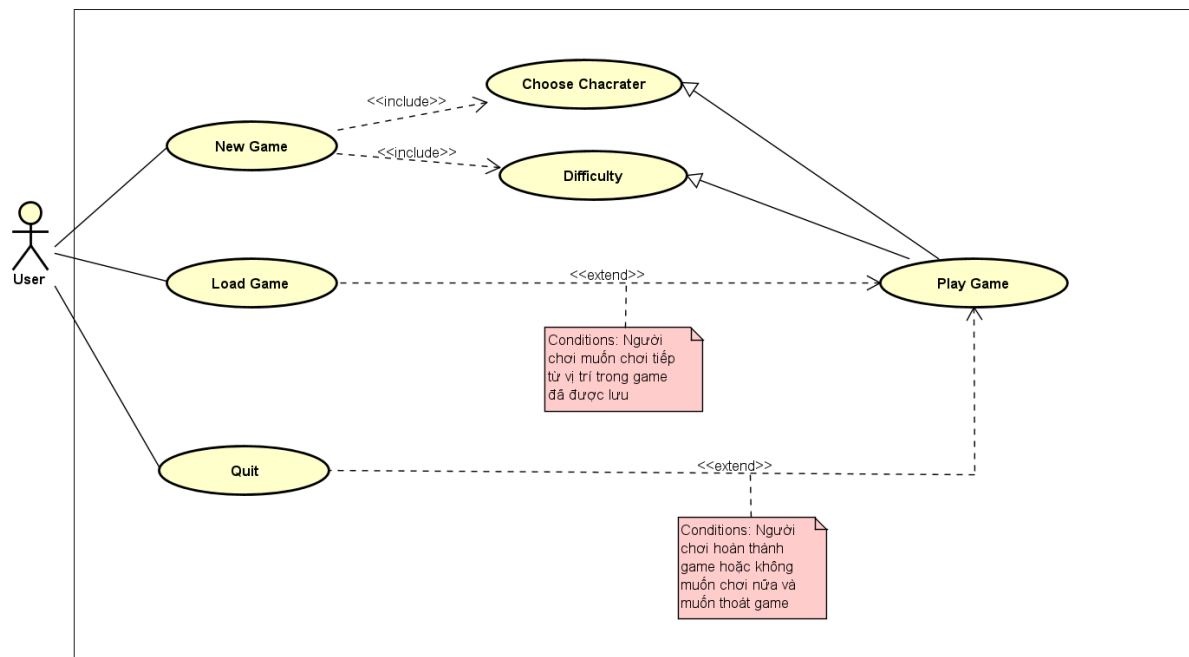 Choose Chacrater
<<include>>
New Game
<<include>>
Difficulty
User
Load Game
<<extend>>
Play Game
Conditions: Người
chơi muốn chơi tiếp
từ vị trí trong game
đã được lưu
Quit
<<extend>>
Conditions: Người
chơi hoàn thành
game hoặc không
muốn chơi nữa và
muốn thoát game